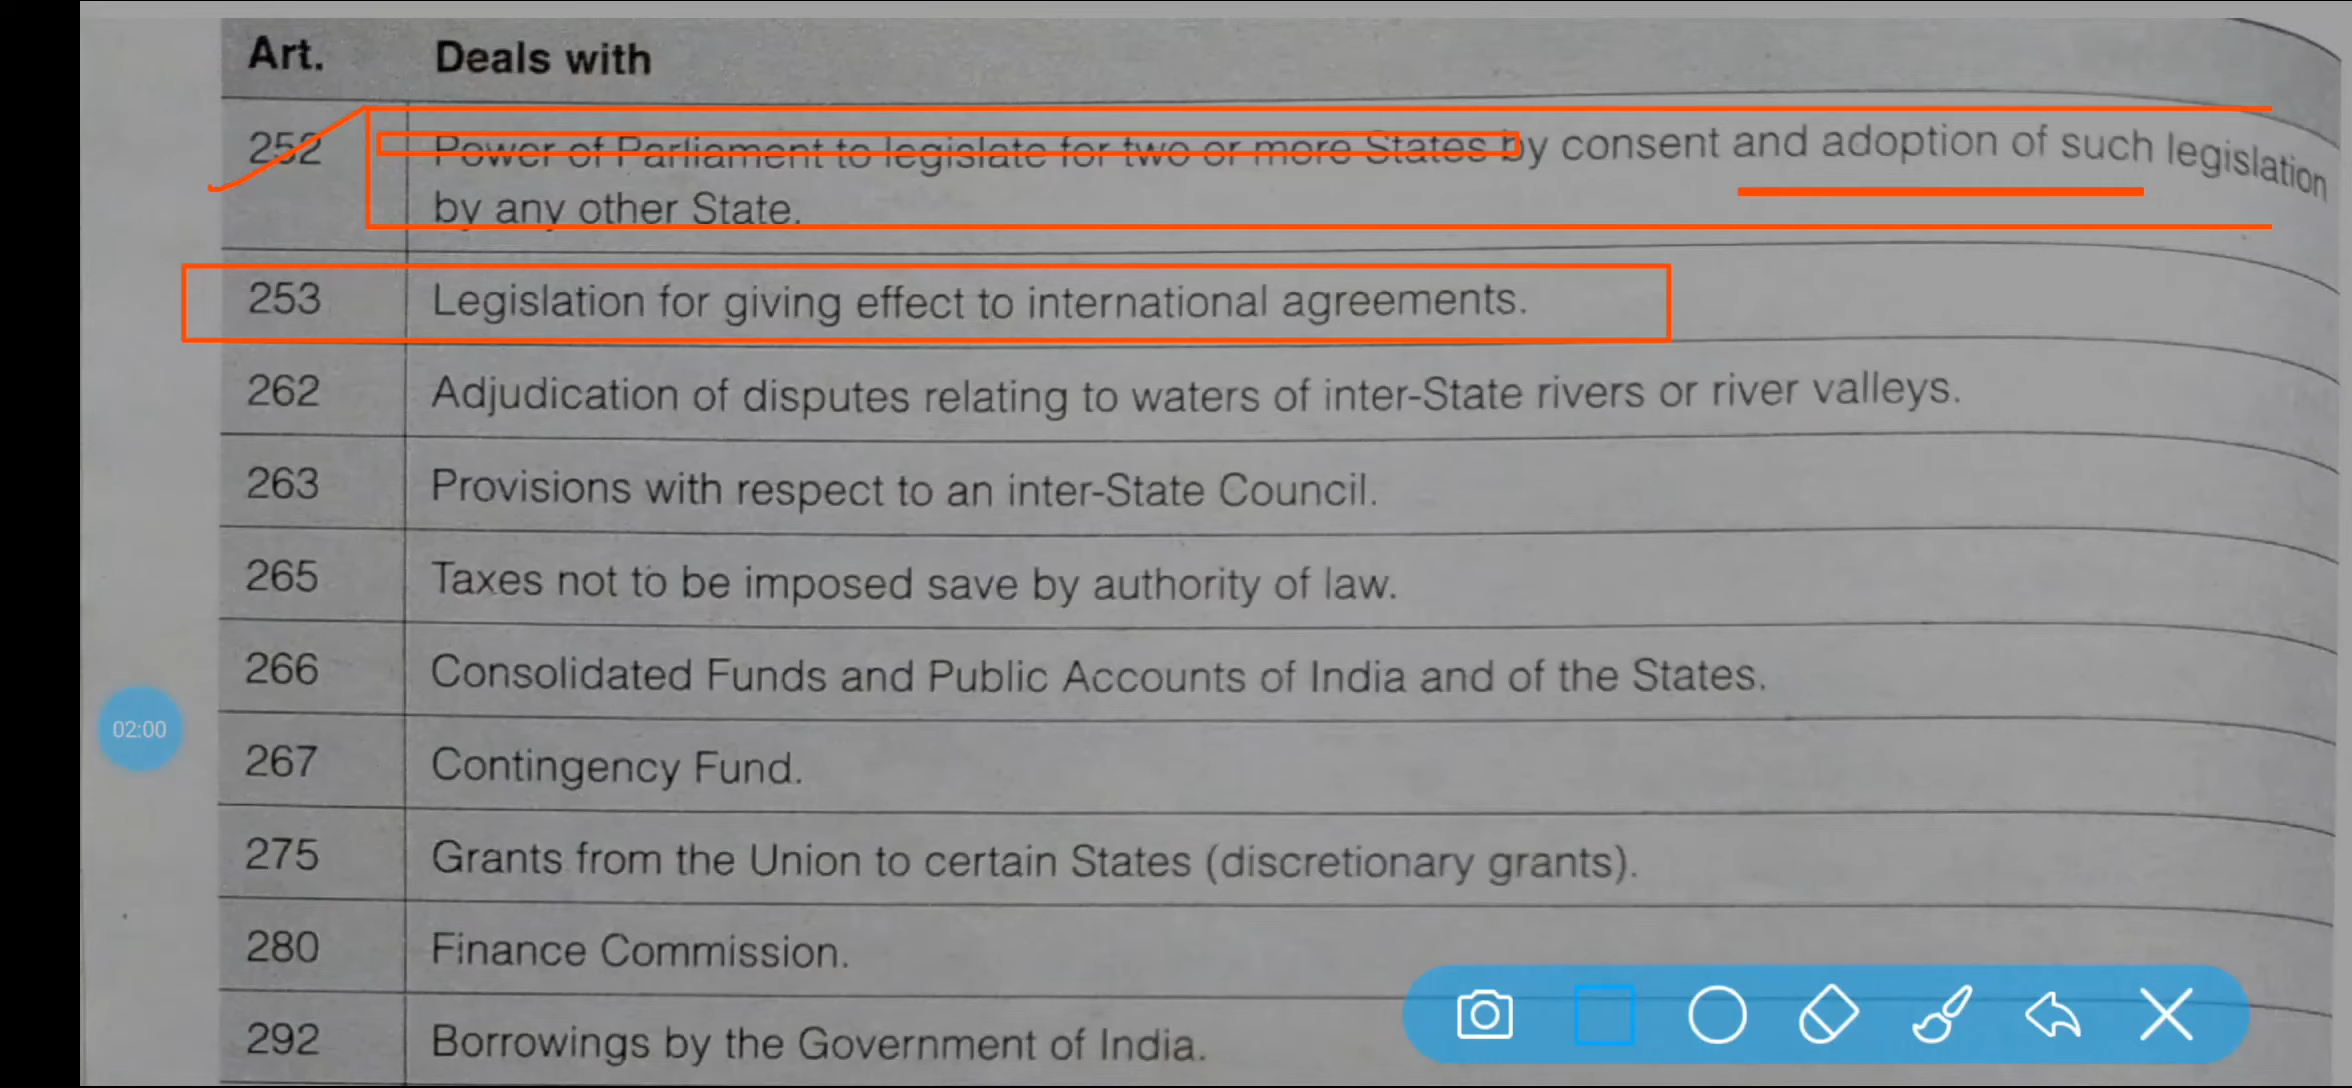 Art. Deals with
252 Power of Parliament to legislate for two or more States by consent and adoption of such legislation
by any other State.
253 Legislation for giving effect to international agreements.
262 Adjudication of disputes relating to waters of inter-State rivers or river valleys.
263 Provisions with respect to an inter-State Council.
265 Taxes not to be imposed save by authority of law.
266 Consolidated Funds and Public Accounts of India and of the States.
267 Contingency Fund.
02:00
275 Grants from the Union to certain States (discretionary grants).
280 Finance Commission.
292 Borrowings by the Government of India.